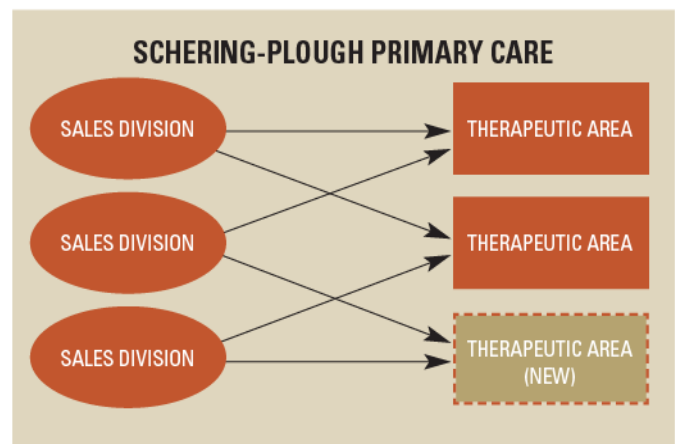 SCHERING-PLOUGH PRIMARY CARE
SALES DIVISION
THERAPEUTIC AREA
SALES DIVISION
THERAPEUTIC AREA
SALES DIVISION
THERAPEUTIC AREA
(NEW)